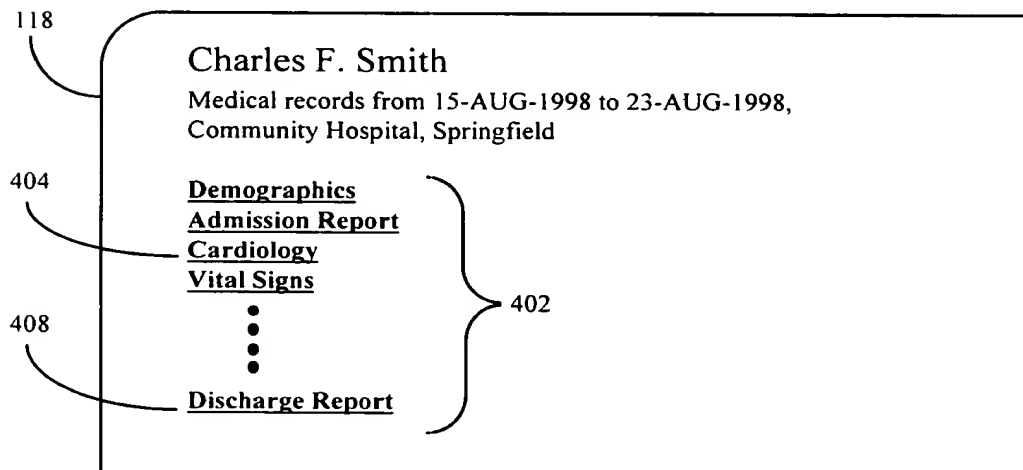 118
Charles F. Smith
Medical records from 15-AUG-1998 to 23-AUG-1998,
Community Hospital, Springfield
404
Demographics
Admission Report
Cardiology
Vital Signs
402
408
Discharge Report